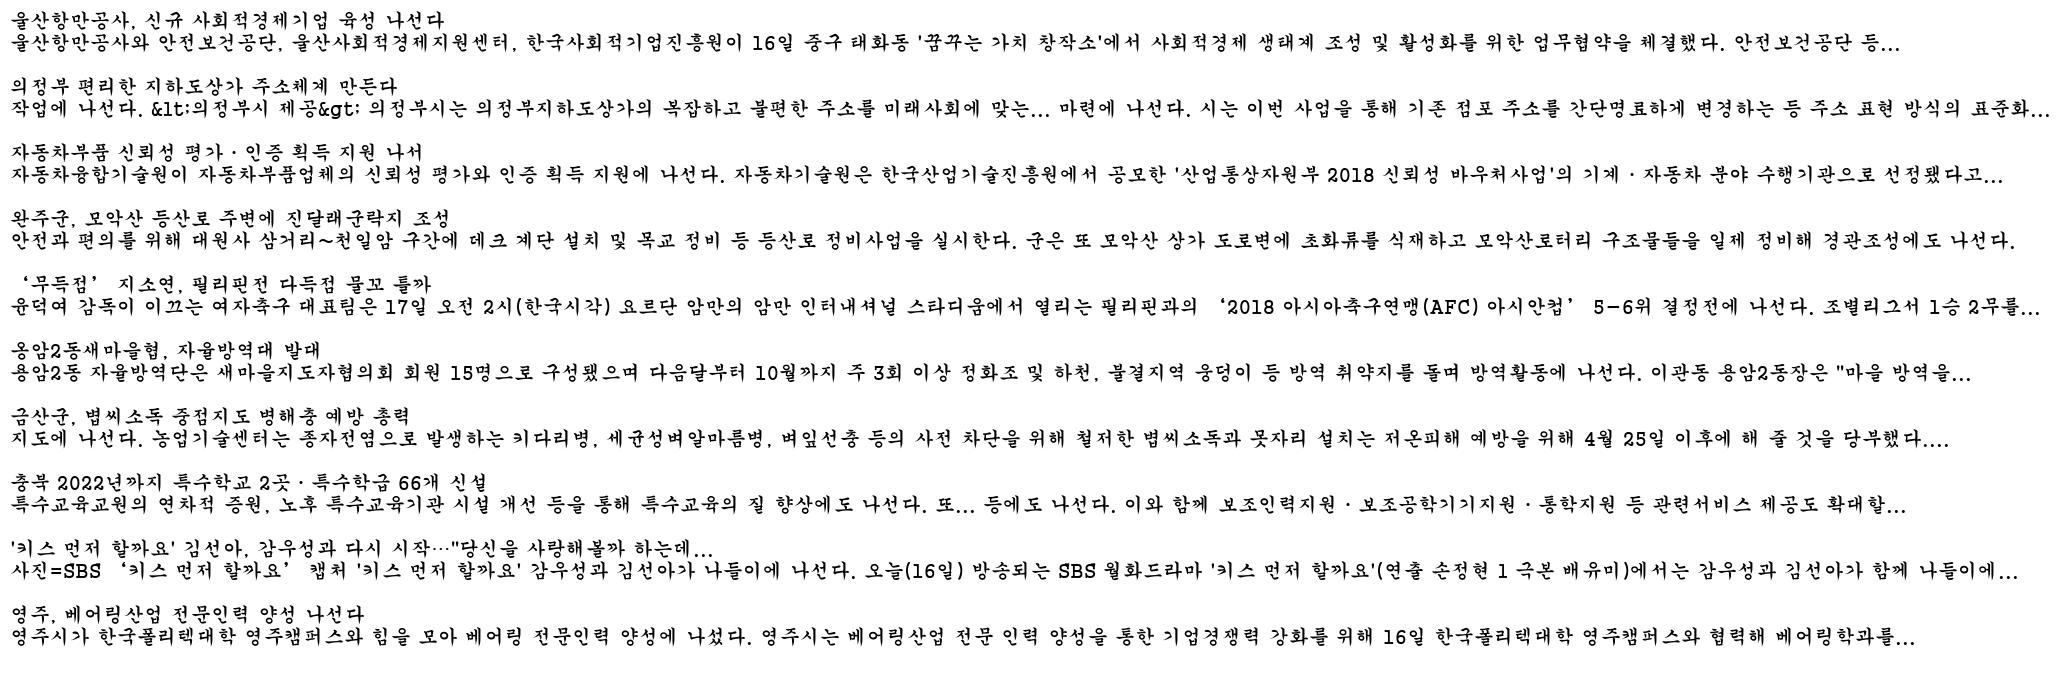 울산항만공사, 신규 사회적경제기업 육성 나선다
울산항만공사와 안전보건공단, 울산사회적경제지원센터, 한국사회적기업진흥원이 16일 중구 태화동 '꿈꾸는 가치 창작소'에서 사회적경제 생태계 조성 및 활성화를 위한 업무협약을 체결했다. 안전보건공단 등...
의정부 편리한 지하도상가 주소체계 만든다
작업에 나선다. &lt;의정부시 제공&gt; 의정부시는 의정부지하도상가의 복잡하고 불편한 주소를 미래사회에 맞는... 마련에 나선다. 시는 이번 사업을 통해 기존 점포 주소를 간단명료하게 변경하는 등 주소 표현 방식의 표준화...
자동차부품 신뢰성 평가·인증 획득 지원 나서
자동차융합기술원이 자동차부품업체의 신뢰성 평가와 인증 획득 지원에 나선다. 자동차기술원은 한국산업기술진흥원에서 공모한 '산업통상자원부 2018 신뢰성 바우처사업'의 기계·자동차 분야 수행기관으로 선정됐다고...
완주군, 모악산 등산로 주변에 진달래군락지 조성
안전과 편의를 위해 대원사 삼거리~천일암 구간에 데크 계단 설치 및 목교 정비 등 등산로 정비사업을 실시한다. 군은 또 모악산 상가 도로변에 초화류를 식재하고 모악산로터리 구조물들을 일제 정비해 경관조성에도 나선다.
‘무득점’ 지소연, 필리핀전 다득점 물꼬 틀까
윤덕여 감독이 이끄는 여자축구 대표팀은 17일 오전 2시(한국시각) 요르단 암만의 암만 인터내셔널 스타디움에서 열리는 필리핀과의 ‘2018 아시아축구연맹(AFC) 아시안컵’ 5-6위 결정전에 나선다. 조별리그서 1승 2무를...
용암2동새마을협, 자율방역대 발대
용암2동 자율방역단은 새마을지도자협의회 회원 15명으로 구성됐으며 다음달부터 10월까지 주 3회 이상 정화조 및 하천, 불결지역 웅덩이 등 방역 취약지를 돌며 방역활동에 나선다. 이관동 용암2동장은 "마을 방역을...
금산군, 볍씨소독 중점지도 병해충 예방 총력
지도에 나선다. 농업기술센터는 종자전염으로 발생하는 키다리병, 세균성벼알마름병, 벼잎선충 등의 사전 차단을 위해 철저한 볍씨소독과 못자리 설치는 저온피해 예방을 위해 4월 25일 이후에 해 줄 것을 당부했다....
충북 2022년까지 특수학교 2곳·특수학급 66개 신설
특수교육교원의 연차적 증원, 노후 특수교육기관 시설 개선 등을 통해 특수교육의 질 향상에도 나선다. 또... 등에도 나선다. 이와 함께 보조인력지원·보조공학기기지원·통학지원 등 관련서비스 제공도 확대할...
'키스 먼저 할까요' 김선아, 감우성과 다시 시작…"당신을 사랑해볼까 하는데...
사진=SBS ‘키스 먼저 할까요’ 캡처 '키스 먼저 할까요' 감우성과 김선아가 나들이에 나선다. 오늘(16일) 방송되는 SBS 월화드라마 '키스 먼저 할까요'(연출 손정현 l 극본 배유미)에서는 감우성과 김선아가 함께 나들이에...
영주, 베어링산업 전문인력 양성 나선다
영주시가 한국폴리텍대학 영주캠퍼스와 힘을 모아 베어링 전문인력 양성에 나섰다. 영주시는 베어링산업 전문 인력 양성을 통한 기업경쟁력 강화를 위해 16일 한국폴리텍대학 영주캠퍼스와 협력해 베어링학과를...